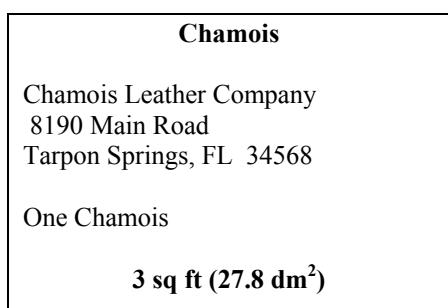 Chamois
Chamois Leather Company
8190 Main Road
Tarpon Springs, FL  34568
One Chamois
3 sq ft (27.8 dm²)